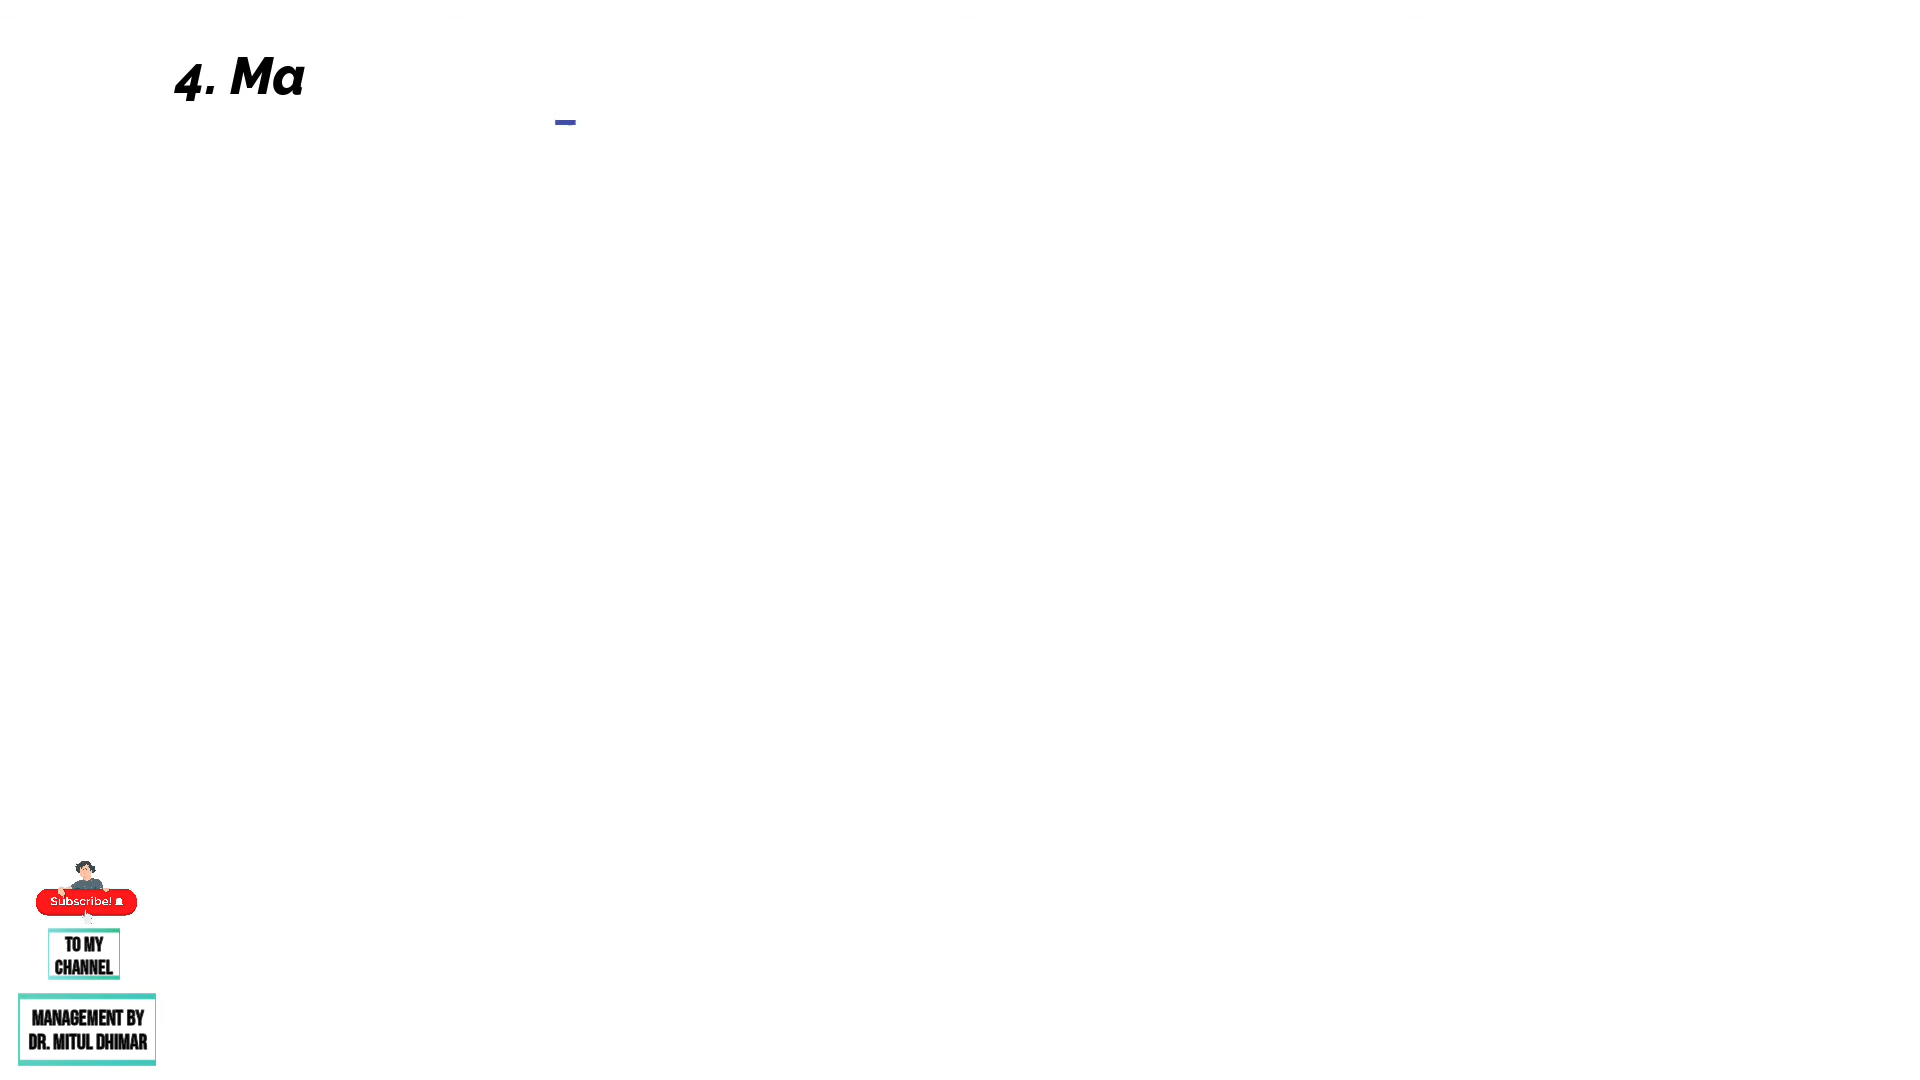 4. Ma
Subscribe!
TO MY
CHANNEL
MANAGEMENT BY
DR. MITUL DHIMAR